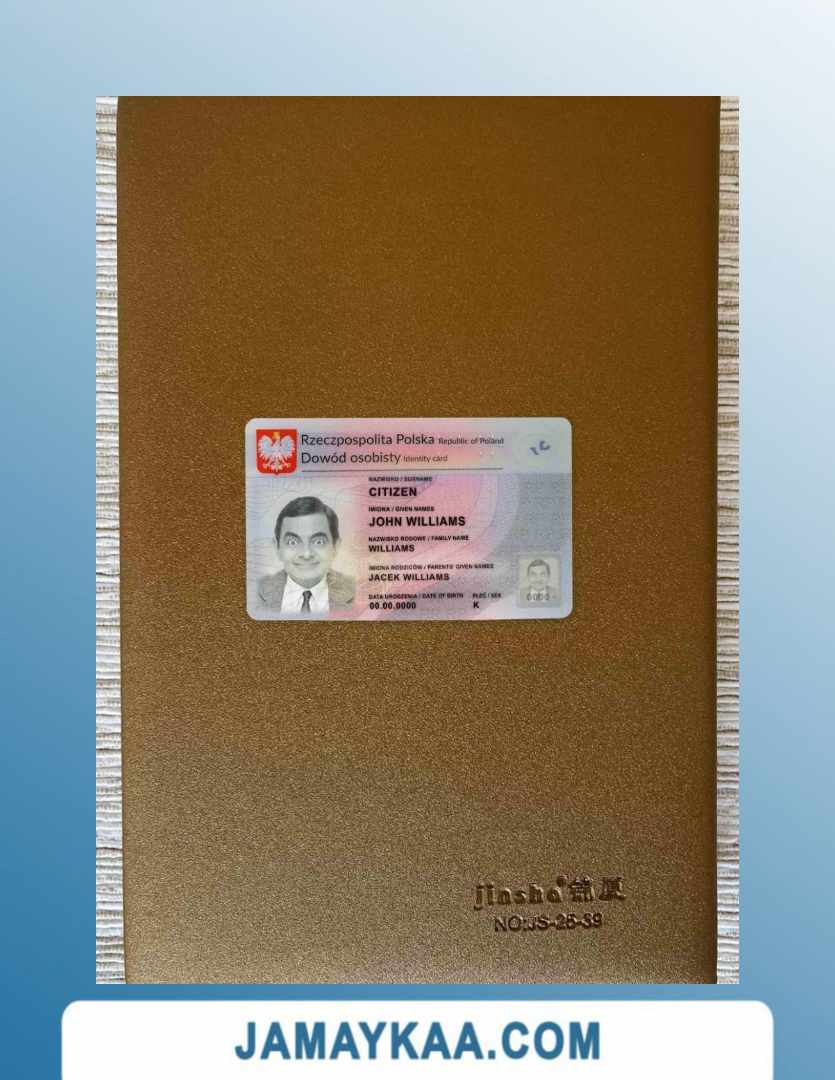 Rzeczpospolita Polska Republic of Poland
Dowód osobisty Identity card
NAZWISKO / SURNAME
CITIZEN
IMIONA / GIVEN NAMES
JOHN WILLIAMS
NAZWISKO RODOWE / FAMILY NAME
WILLIAMS
IMIONA RODZICÓW / PARENTS' GIVEN NAMES
JACEK WILLIAMS
DATA URODZENIA / DATE OF BIRTH PŁEĆ / SEX
00.00.0000 K
0000
jinsha
NO:JS-25-39
JAMAYKAA.COM